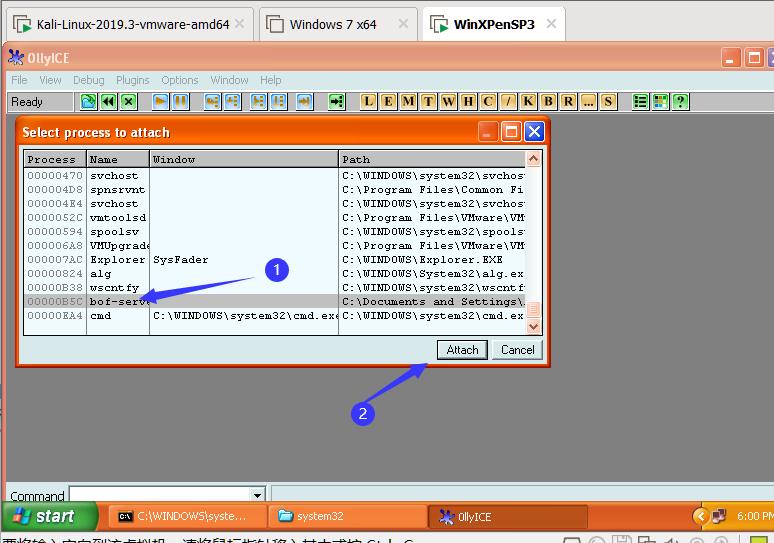 Kali-Linux-2019.3-vmware-amd64 Windows 7 x64 WinXPenSP3
OllyICE
File View Debug Plugins Options Window Help
Ready L E M T W H C / K B R ... S ?
Select process to attach
Process Name Window Path
00000470 svchost C:\WINDOWS\system32\svchost
000004D8 spnsrvnt C:\Program Files\Common Fi
000004E4 svchost C:\WINDOWS\system32\svchost
0000052C vmtoolsd C:\Program Files\VMware\VM
00000594 spoolsv C:\WINDOWS\system32\spools
000006A8 VMUpgrade C:\Program Files\VMware\VM
000007AC Explorer SysFader C:\WINDOWS\Explorer.EXE
00000824 alg C:\WINDOWS\System32\alg.ex
00000B38 wscntfy C:\WINDOWS\system32\wscntf
00000B5C bof-serv C:\Documents and Settings\
00000EA4 cmd C:\WINDOWS\system32\cmd.exe C:\WINDOWS\system32\cmd.ex
1
Attach Cancel
2
Command
start C:\WINDOWS\syste... system32 OllyICE 6:00 PM